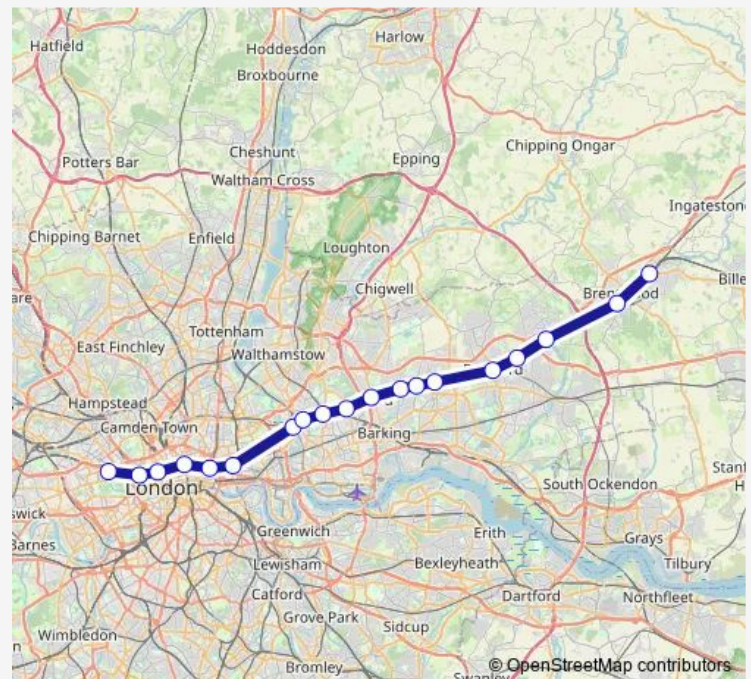 Hatfield
Harlow
Hoddesdon
Broxbourne
Chipping Ongar
Cheshunt
Epping
Potters Bar
Waltham Cross
Ingatestone
Chipping Barnet
Enfield
Loughton
Chigwell
Tottenham
East Finchley
Walthamstow
Hampstead
Camden Town
Barking
London
South Ockendon
Greenwich
Erith
Grays
Barnes
Lewisham
Bexleyheath
Tilbury
Catford
Dartford
Northfleet
Grove Park
Sidcup
Wimbledon
Bromley
Swanley
© OpenStreetMap contributors